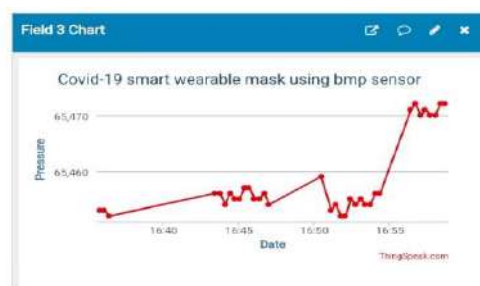 Field 3 Chart
Covid-19 smart wearable mask using bmp sensor
Pressure
65,470
65,460
16:40 16:45 16:50 16:55
Date
ThingSpeak.com